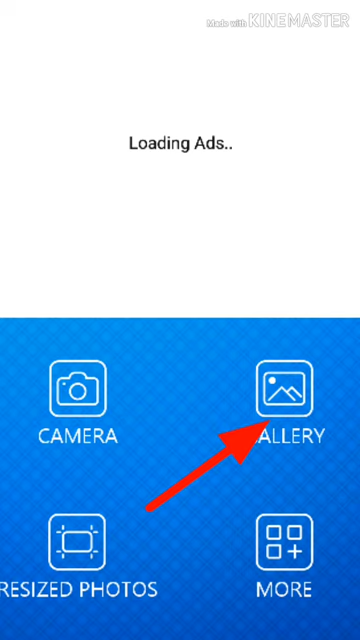 Made with KINEMASTER
Loading Ads..
CAMERA
ALLERY
RESIZED PHOTOS
MORE